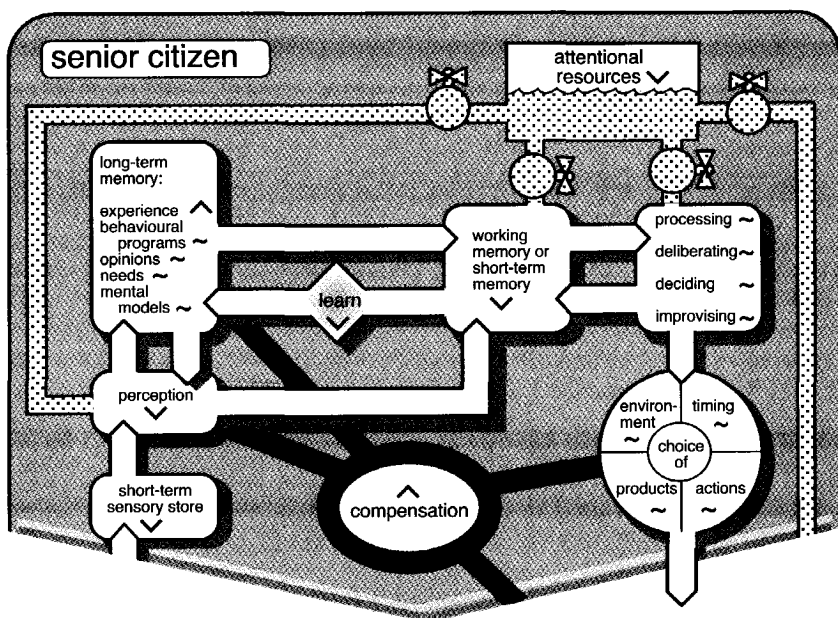 senior citizen
attentional
resources
long-term
memory:
experience
behavioural
programs ~
opinions ~
needs ~
mental
models ~
working
memory or
short-term
memory
processing ~
deliberating ~
deciding ~
improvising ~
learn
perception
short-term
sensory store
compensation
environ-
ment
~
timing
~
choice
of
products
~
actions
~